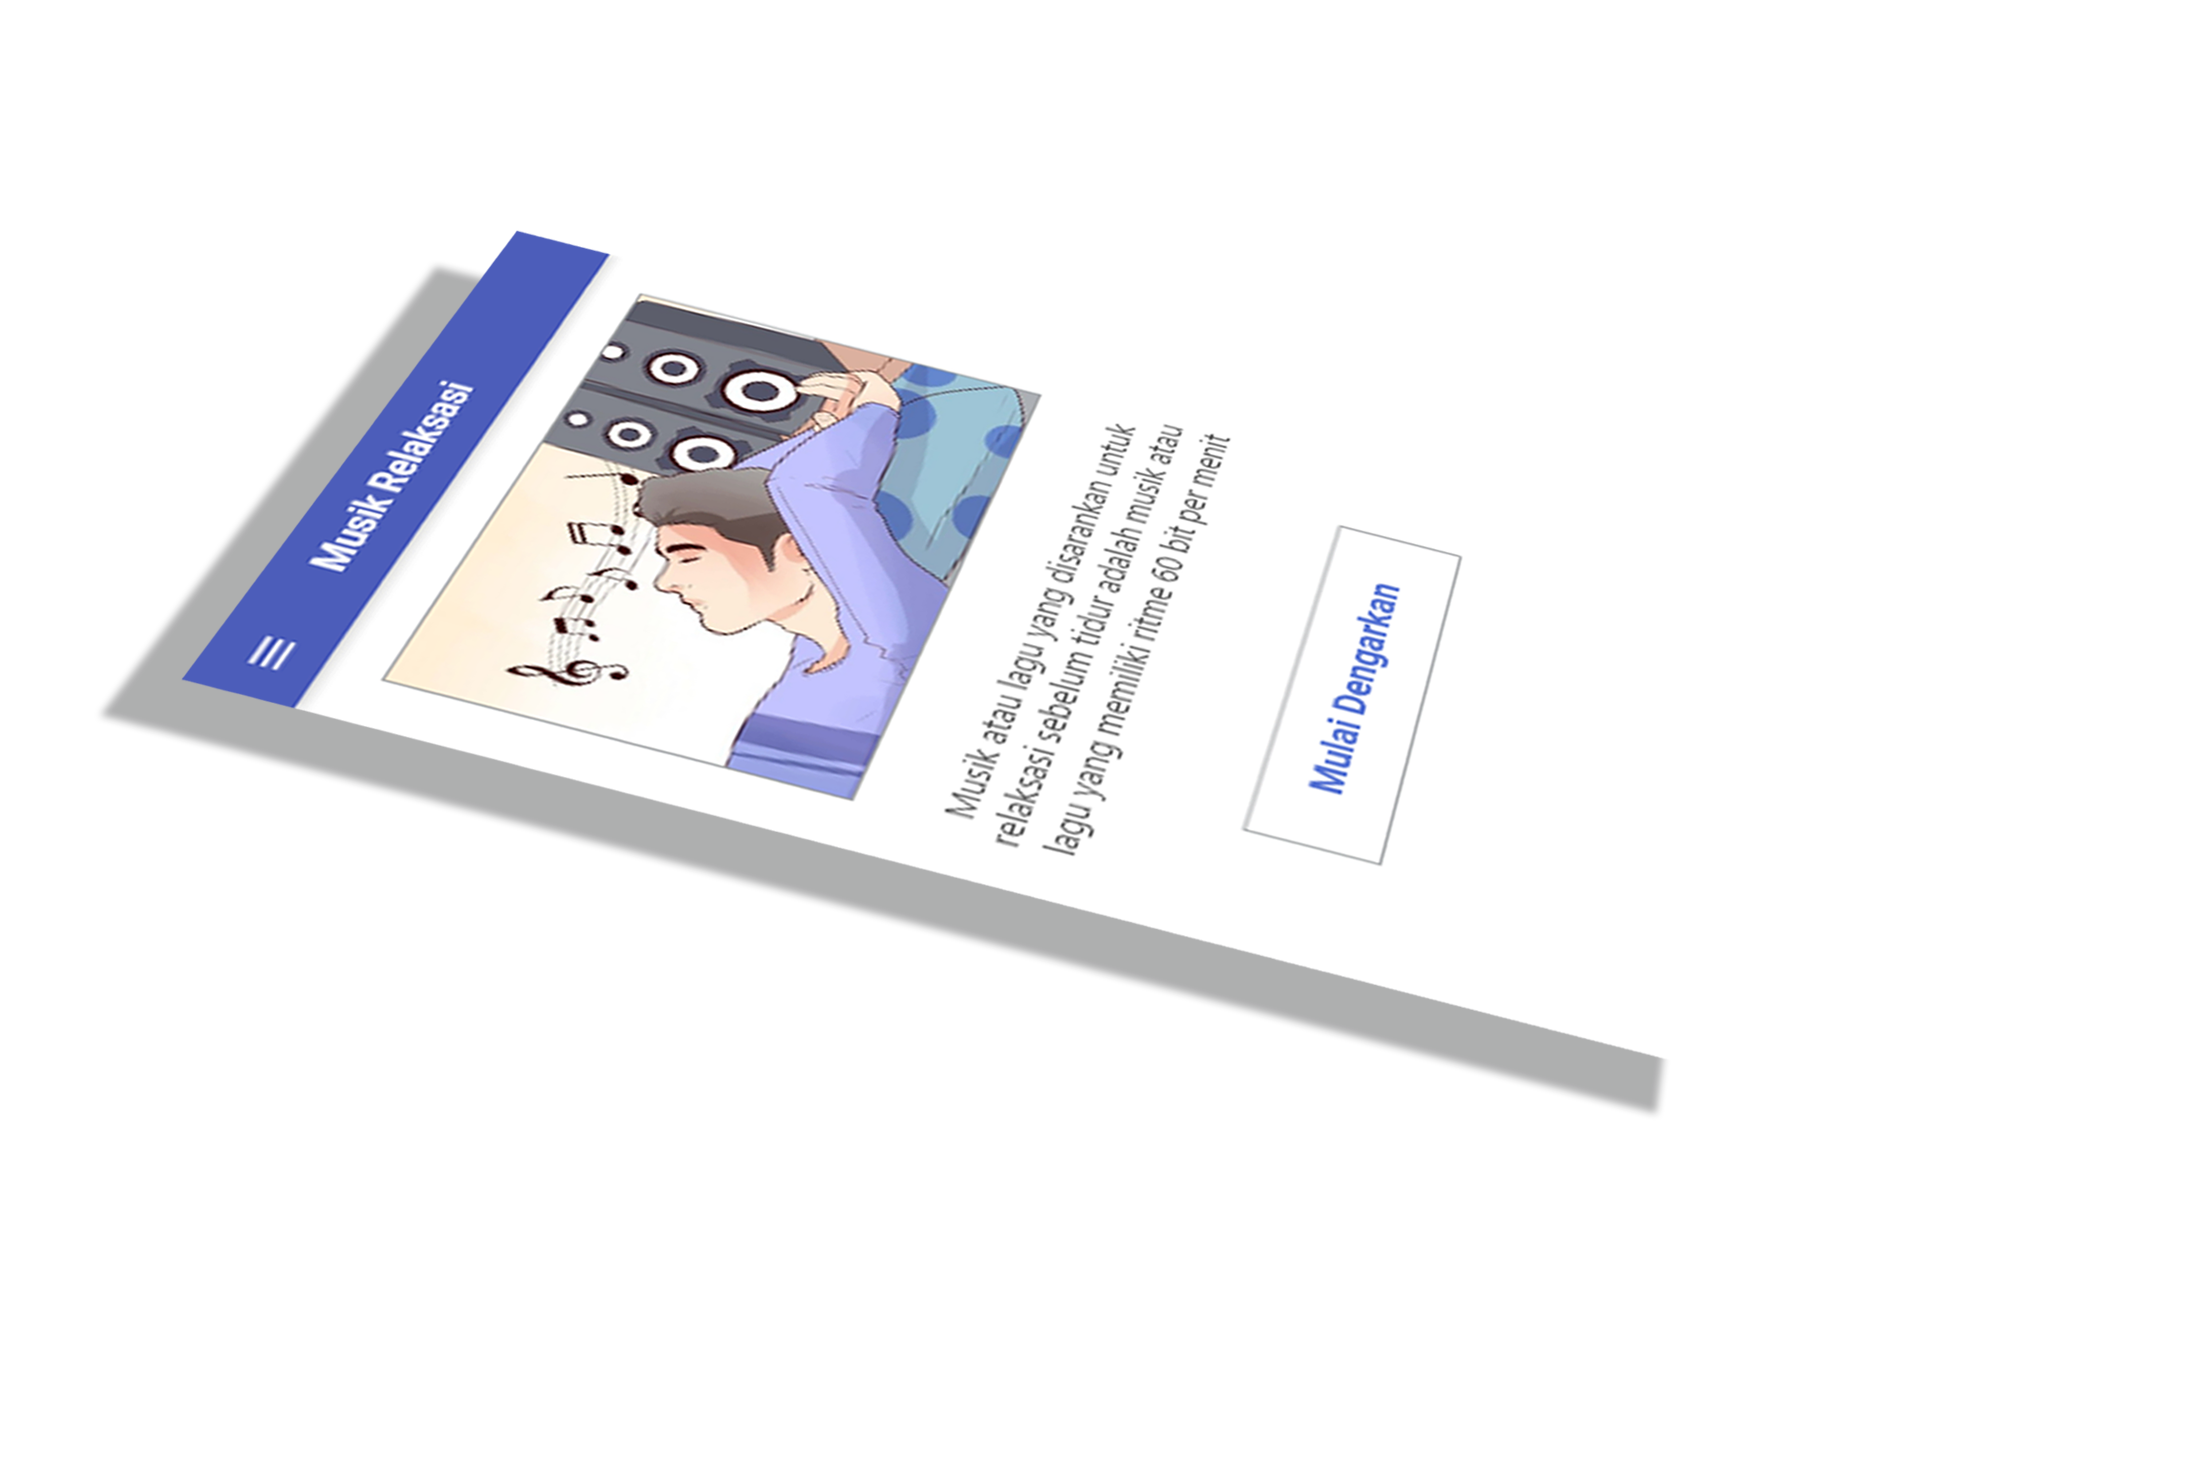 Musik Relaksasi
Musik atau lagu yang disarankan untuk
relaksasi sebelum tidur adalah musik atau
lagu yang memiliki ritme 60 bit per menit
Mulai Dengarkan